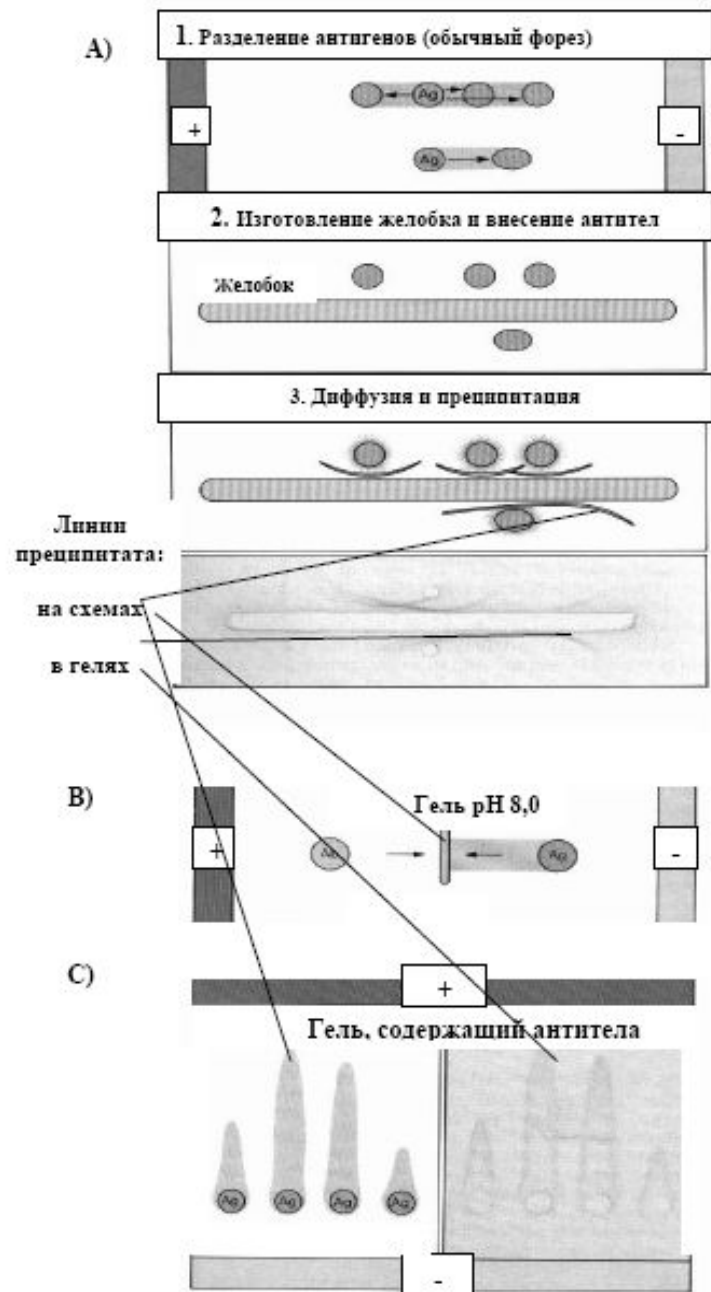 А)
1. Разделение антигенов (обычный форез)
Ag
+
-
Ag
2. Изготовление желобка и внесение антител
Желобок
3. Диффузия и преципитация
Линии
преципитата:
на схемах
в гелях
В)
Гель pH 8,0
+
Ag
-
С)
+
Гель, содержащий антитела
Ag
Ag
Ag
Ag
-